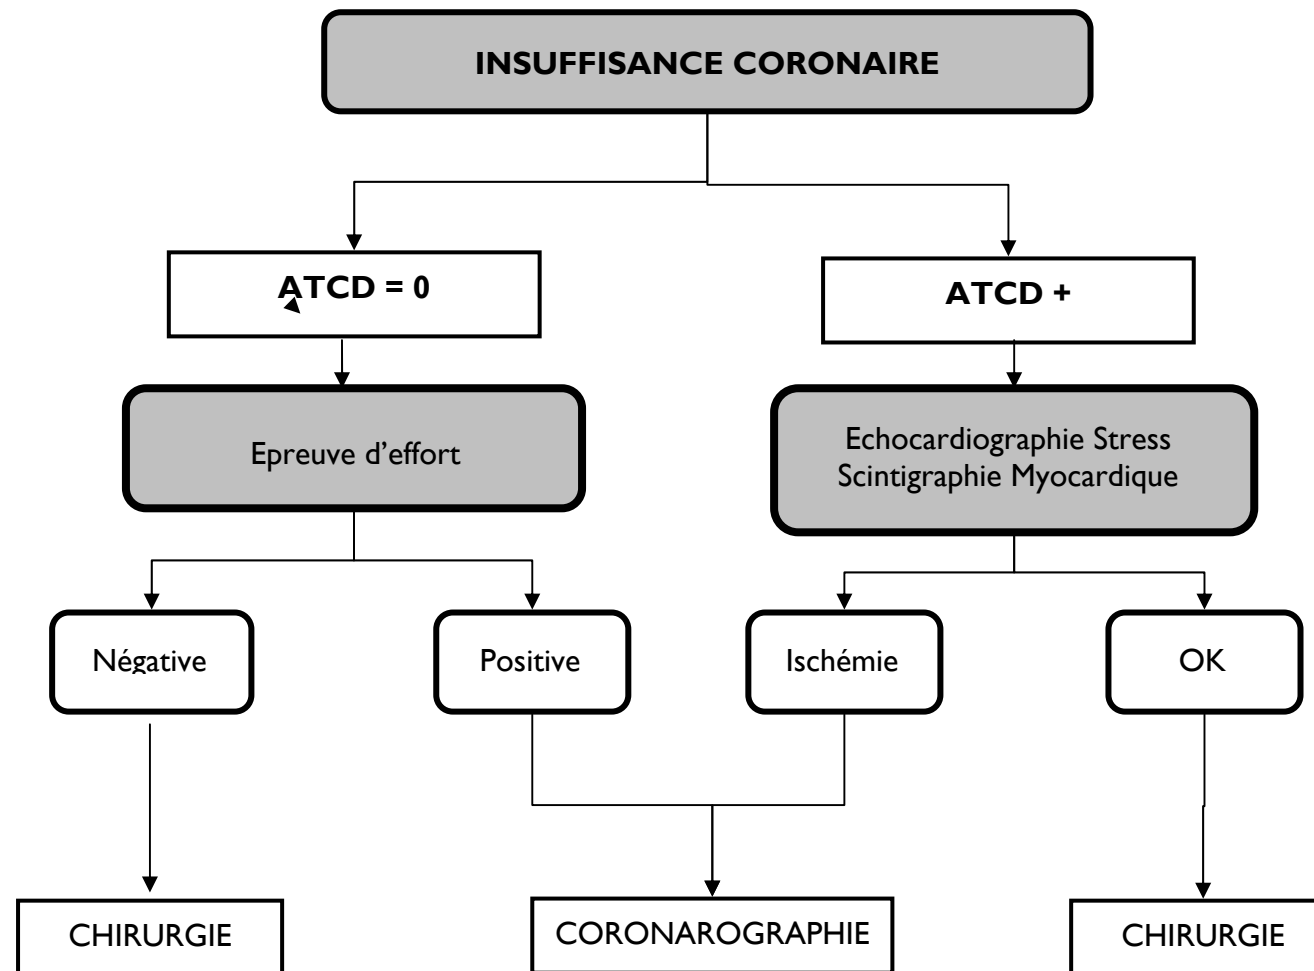 INSUFFISANCE CORONAIRE
ATCD = 0
ATCD +
Epreuve d’effort
Echocardiographie Stress
Scintigraphie Myocardique
Négative
Positive
Ischémie
OK
CHIRURGIE
CORONAROGRAPHIE
CHIRURGIE